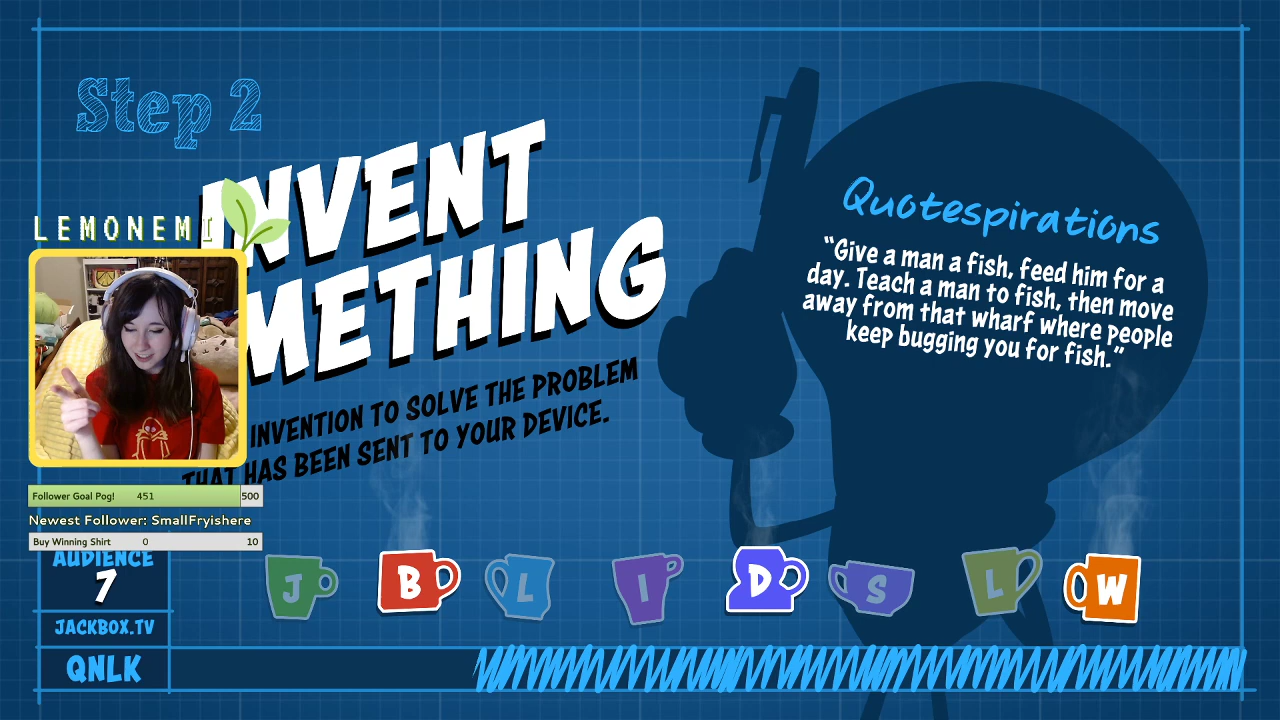 Step 2
INVENT
METHING
INVENTION TO SOLVE THE PROBLEM
THAT HAS BEEN SENT TO YOUR DEVICE.
Quotespirations
“Give a man a fish, feed him for a
day. Teach a man to fish, then move
away from that wharf where people
keep bugging you for fish.”
LEMONEMI
Follower Goal Pog! 451 500
Newest Follower: SmallFryishere
Buy Winning Shirt 0 10
AUDIENCE
7
JACKBOX.TV
QNLK
J B L I D S L W